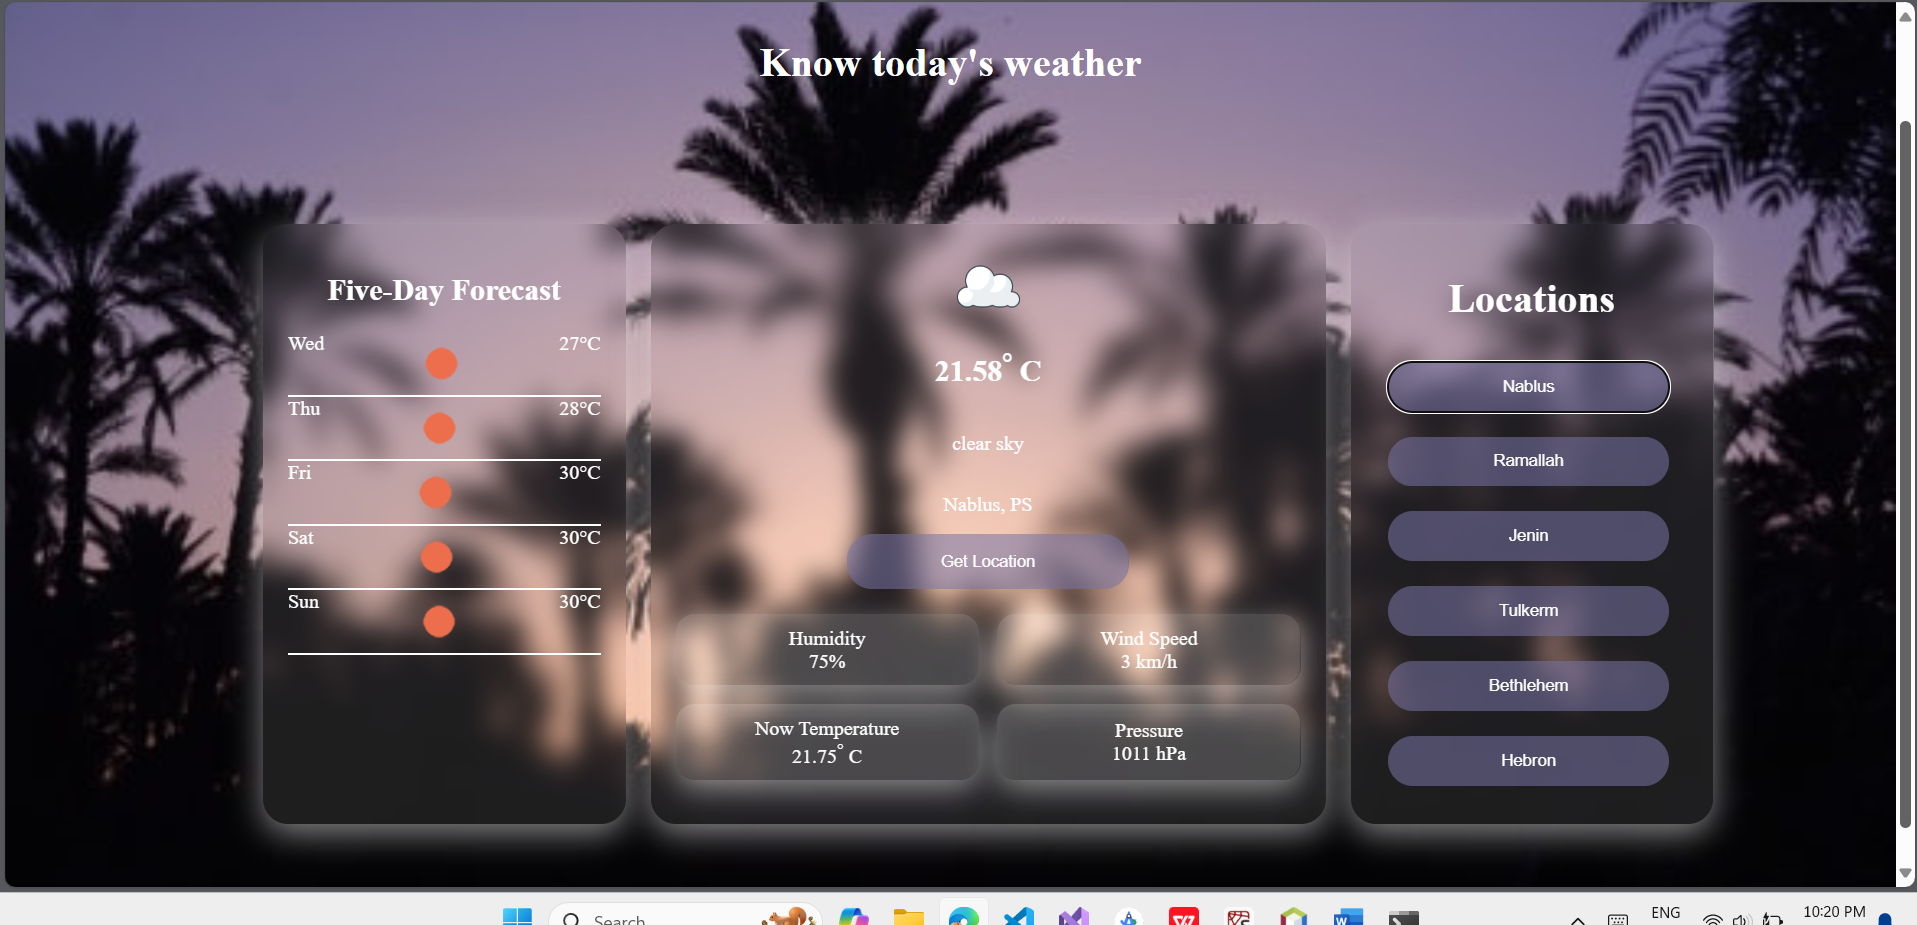 Know today's weather
Five-Day Forecast
Wed 27°C
Thu 28°C
Fri 30°C
Sat 30°C
Sun 30°C
21.58° C
clear sky
Nablus, PS
Get Location
Humidity
75%
Wind Speed
3 km/h
Now Temperature
21.75° C
Pressure
1011 hPa
Locations
Nablus
Ramallah
Jenin
Tulkerm
Bethlehem
Hebron
Search
ENG
10:20 PM